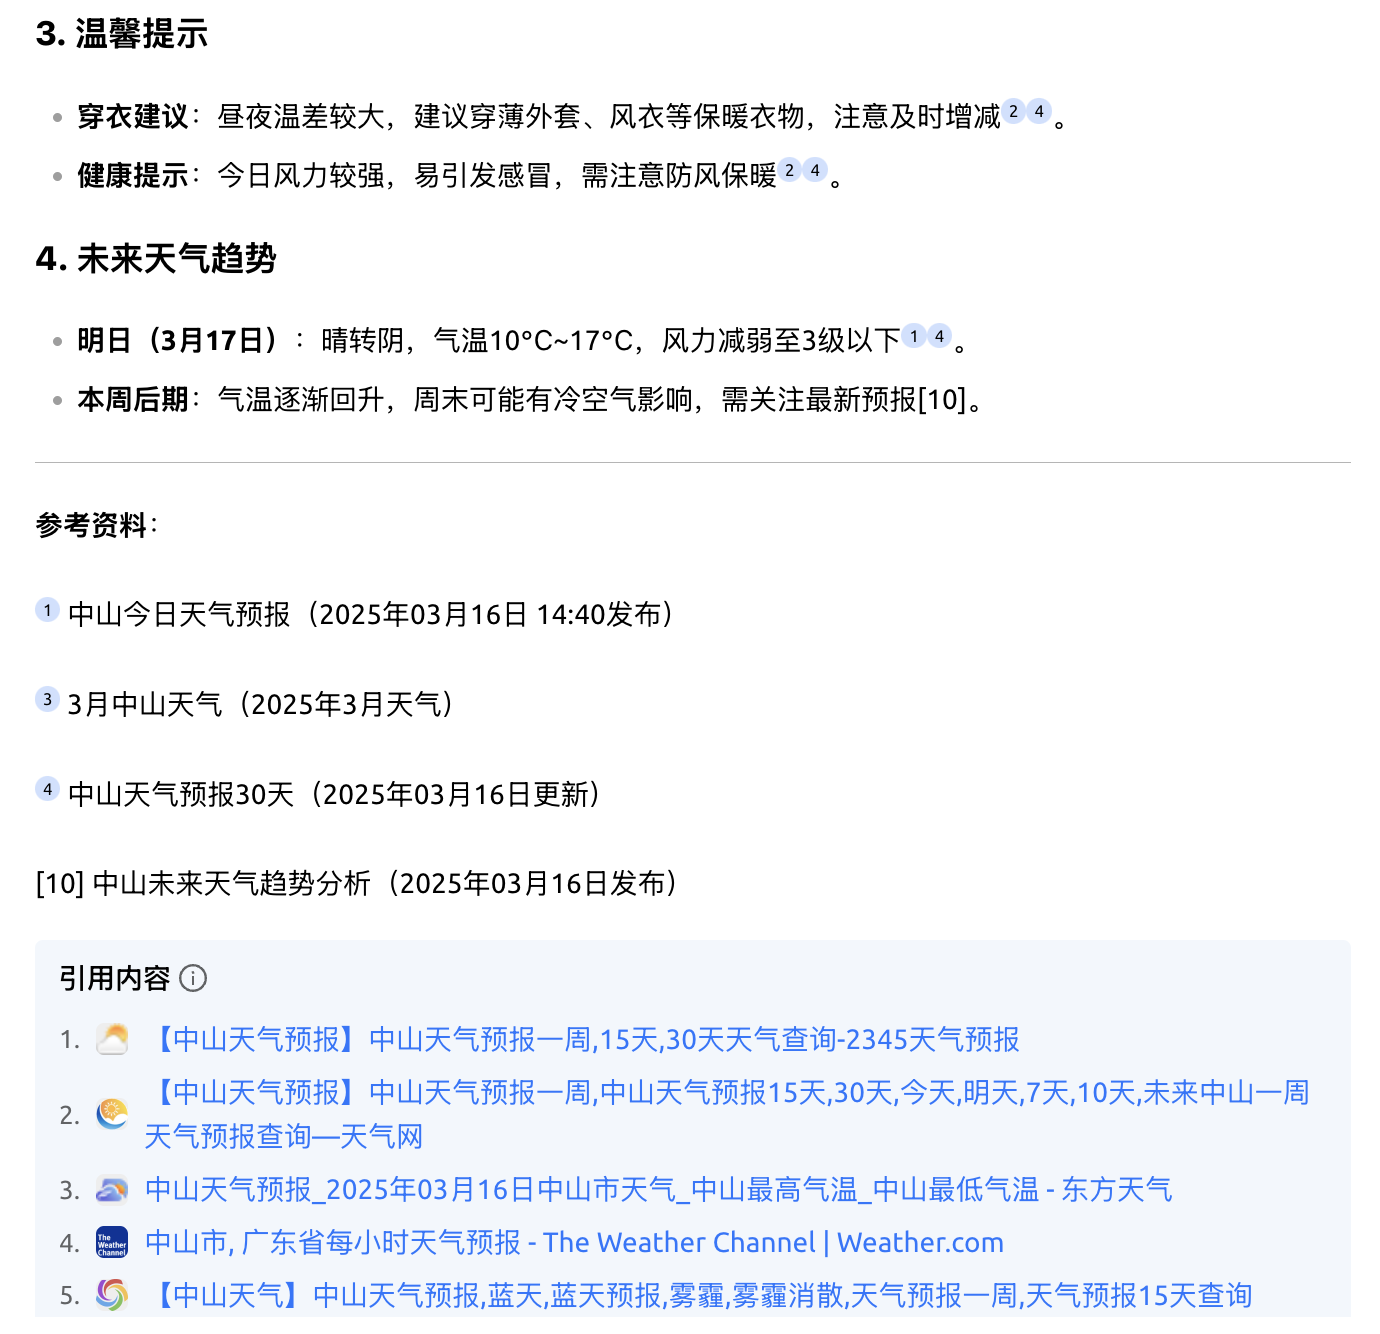 3. 温馨提示
穿衣建议：昼夜温差较大，建议穿薄外套、风衣等保暖衣物，注意及时增减2 4。
健康提示：今日风力较强，易引发感冒，需注意防风保暖2 4。
4. 未来天气趋势
明日（3月17日）：晴转阴，气温10°C~17°C，风力减弱至3级以下1 4。
本周后期：气温逐渐回升，周末可能有冷空气影响，需关注最新预报[10]。
参考资料：
1 中山今日天气预报（2025年03月16日 14:40发布）
3 3月中山天气（2025年3月天气）
4 中山天气预报30天（2025年03月16日更新）
[10] 中山未来天气趋势分析（2025年03月16日发布）
引用内容
1. 【中山天气预报】中山天气预报一周,15天,30天天气查询-2345天气预报
2. 【中山天气预报】中山天气预报一周,中山天气预报15天,30天,今天,明天,7天,10天,未来中山一周
天气预报查询—天气网
3. 中山天气预报_2025年03月16日中山市天气_中山最高气温_中山最低气温 - 东方天气
4. The Weather Channel 中山市, 广东省每小时天气预报 - The Weather Channel | Weather.com
5. 【中山天气】中山天气预报,蓝天,蓝天预报,雾霾,雾霾消散,天气预报一周,天气预报15天查询